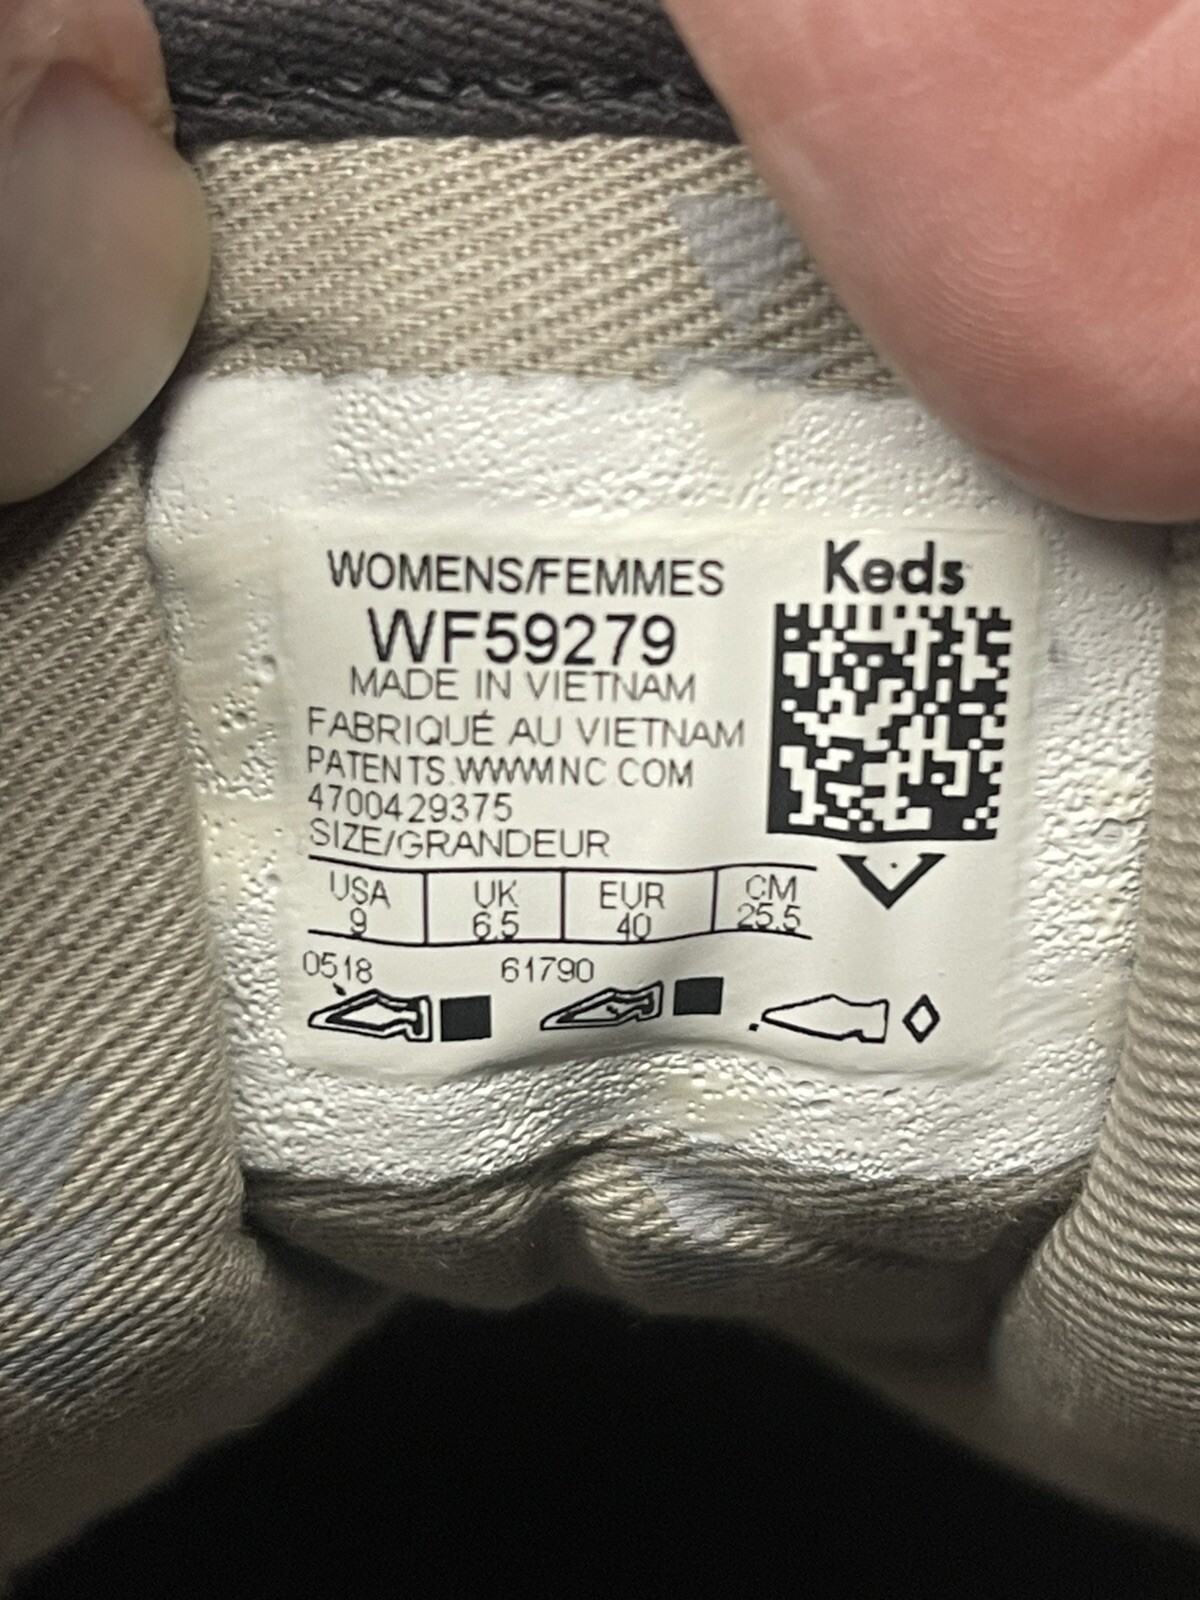 WOMENS/FEMMES
Keds
WF59279
MADE IN VIETNAM
FABRIQUÉ AU VIETNAM
PATENTS.WWWMNC COM
4700429375
SIZE/GRANDEUR
USA UK EUR CM
9 6.5 40 25.5
0518 61790